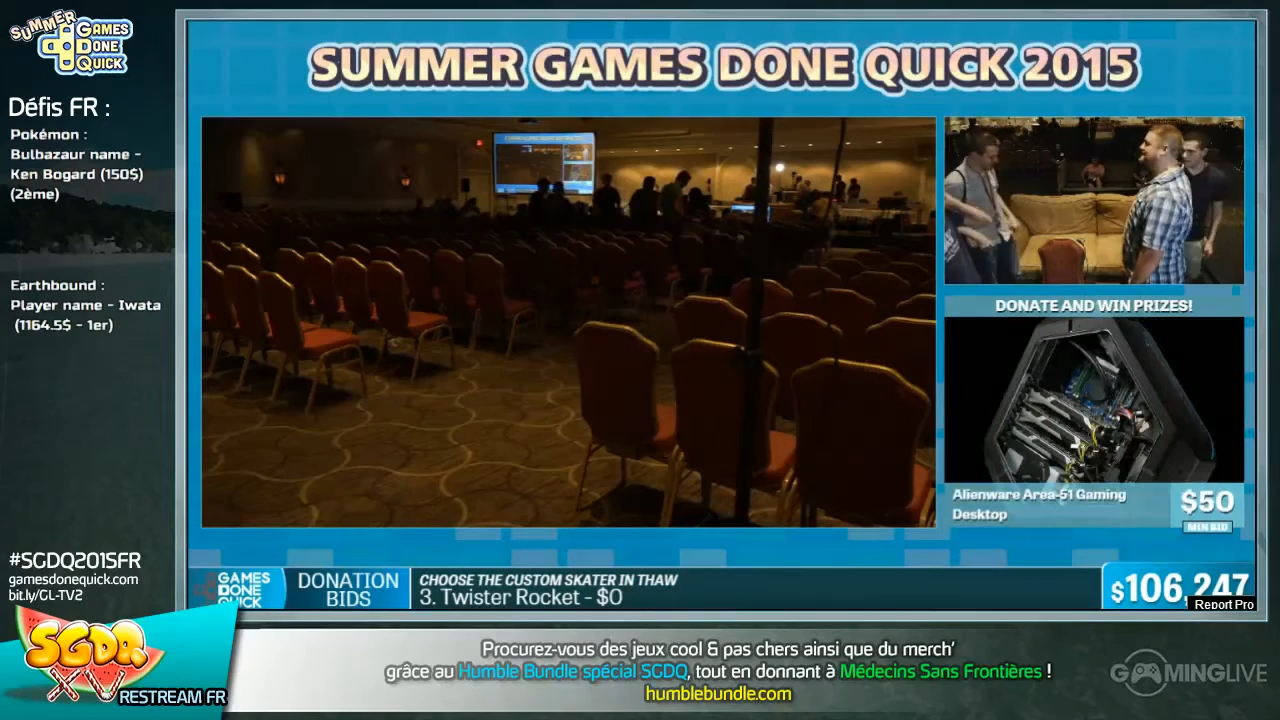 SUMMER
GAMES
DONE
QUICK
Défis FR :
Pokémon :
Bulbazaur name -
Ken Bogard (150$)
(2ème)
Earthbound :
Player name - Iwata
(1164.5$ - 1er)
#SGDQ2015FR
gamesdonequick.com
bit.ly/GL-TV2
SUMMER GAMES DONE QUICK 2015
DONATE AND WIN PRIZES!
Alienware Area-51 Gaming
Desktop
$50
MIN BID
GAMES
DONE
QUICK
DONATION
BIDS
CHOOSE THE CUSTOM SKATER IN THAW
3. Twister Rocket - $0
$106,247
Report Pro
SGDQ
XV
RESTREAM FR
Procurez-vous des jeux cool & pas chers ainsi que du merch'
grâce au Humble Bundle spécial SGDQ, tout en donnant à Médecins Sans Frontières !
humblebundle.com
GAMINGLIVE